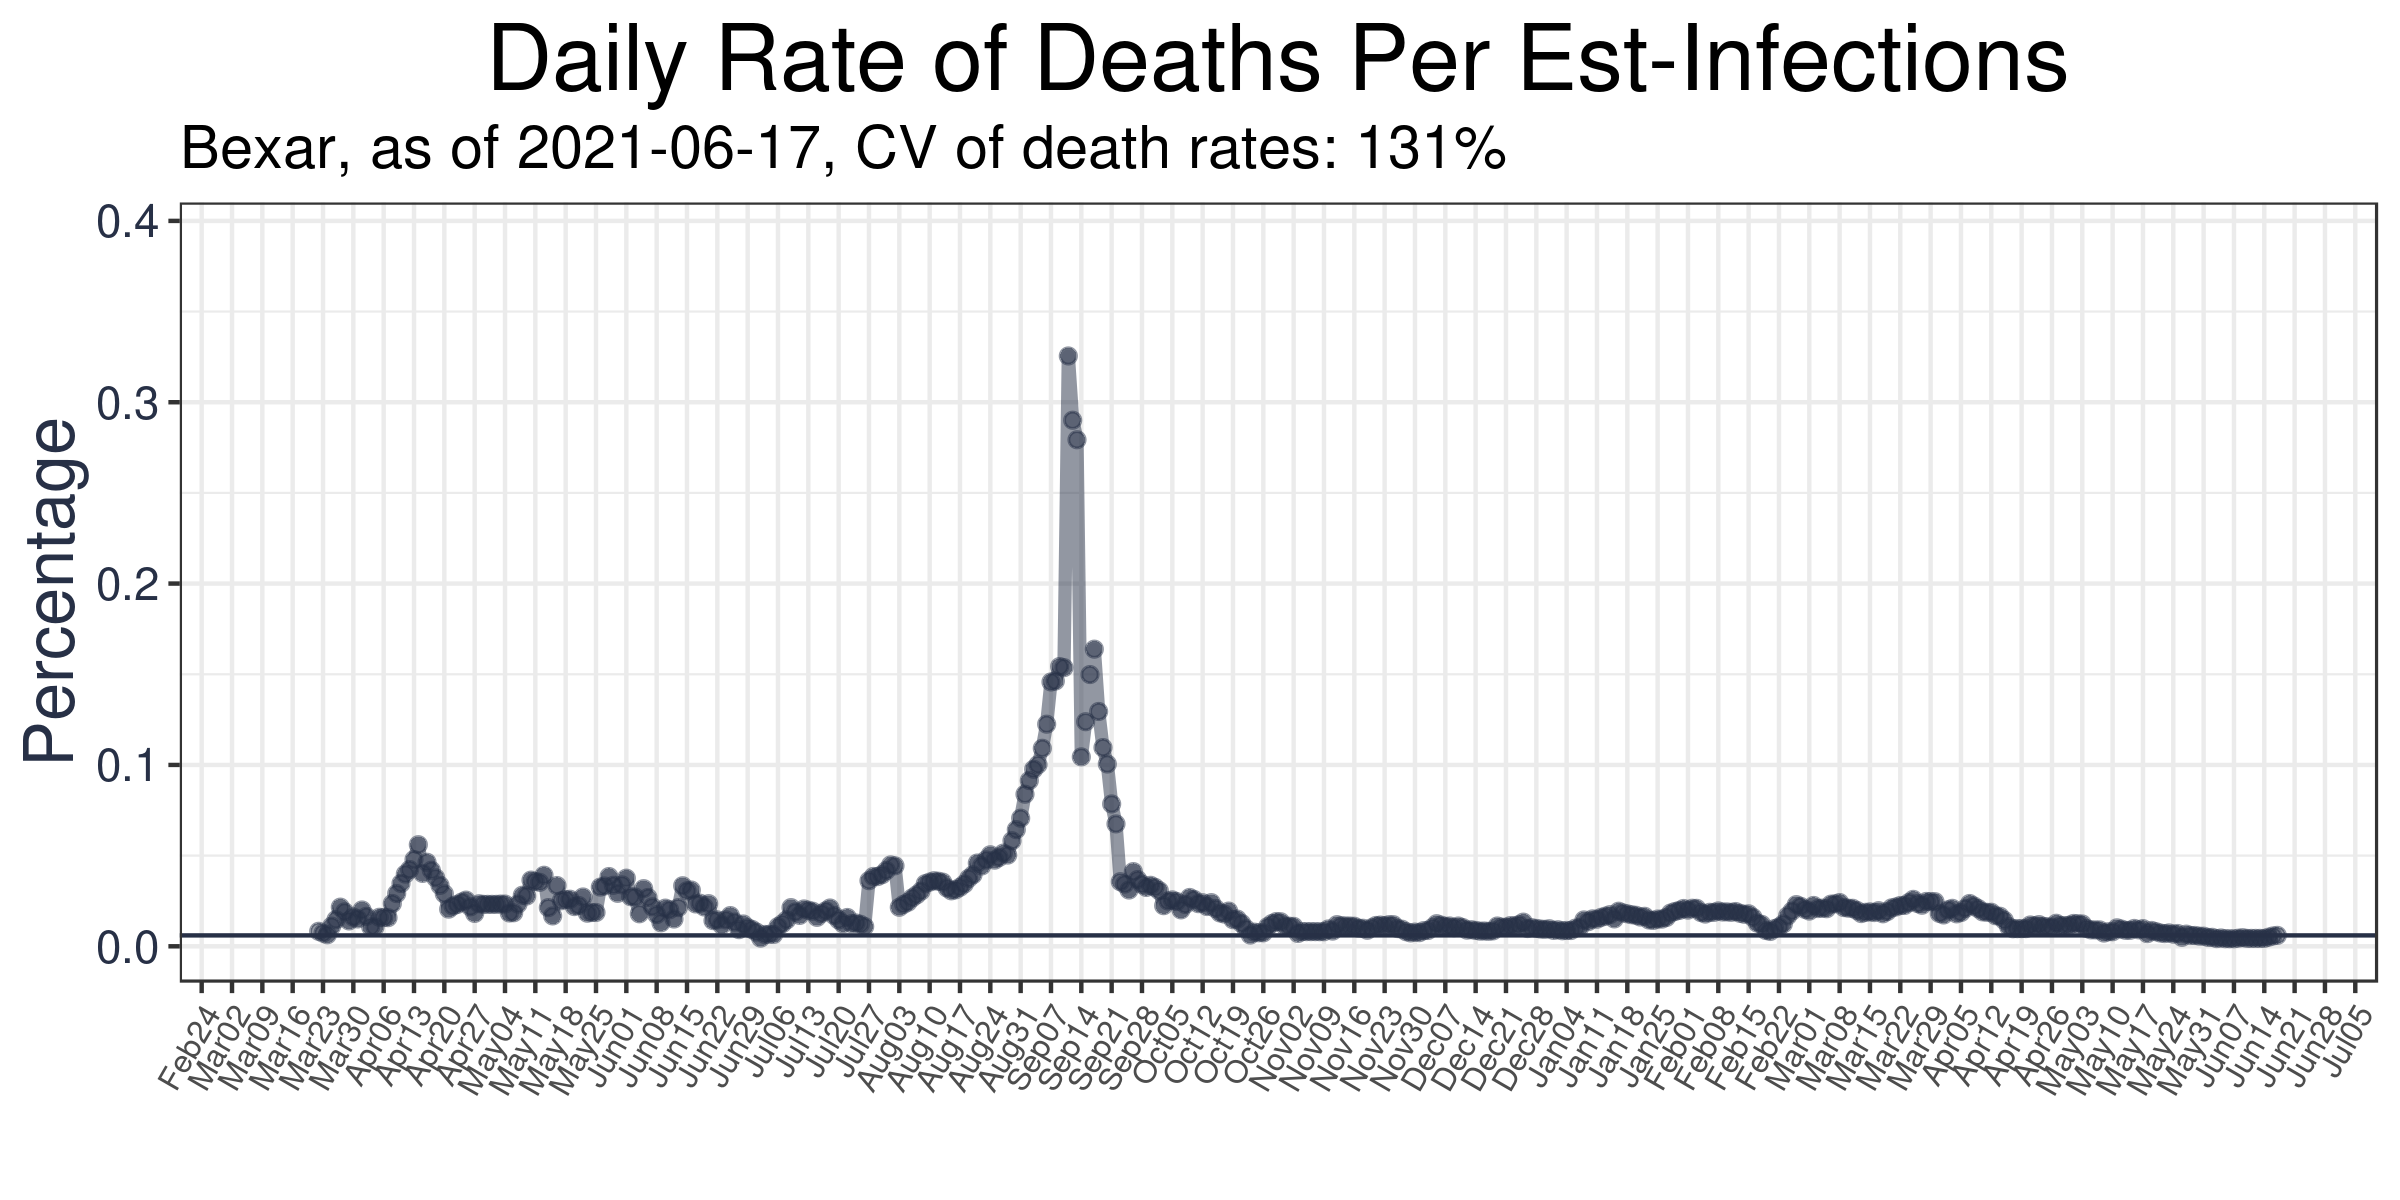 Daily Rate of Deaths Per Est-Infections
Bexar, as of 2021-06-17, CV of death rates: 131%
Percentage
0.4
0.3
0.2
0.1
0.0
Feb24
Mar02
Mar09
Mar16
Mar23
Mar30
Apr06
Apr13
Apr20
Apr27
May04
May11
May18
May25
Jun01
Jun08
Jun15
Jun22
Jun29
Jul06
Jul13
Jul20
Jul27
Aug03
Aug10
Aug17
Aug24
Aug31
Sep07
Sep14
Sep21
Sep28
Oct05
Oct12
Oct19
Oct26
Nov02
Nov09
Nov16
Nov23
Nov30
Dec07
Dec14
Dec21
Dec28
Jan04
Jan11
Jan18
Jan25
Feb01
Feb08
Feb15
Feb22
Mar01
Mar08
Mar15
Mar22
Mar29
Apr05
Apr12
Apr19
Apr26
May03
May10
May17
May24
May31
Jun07
Jun14
Jun21
Jun28
Jul05